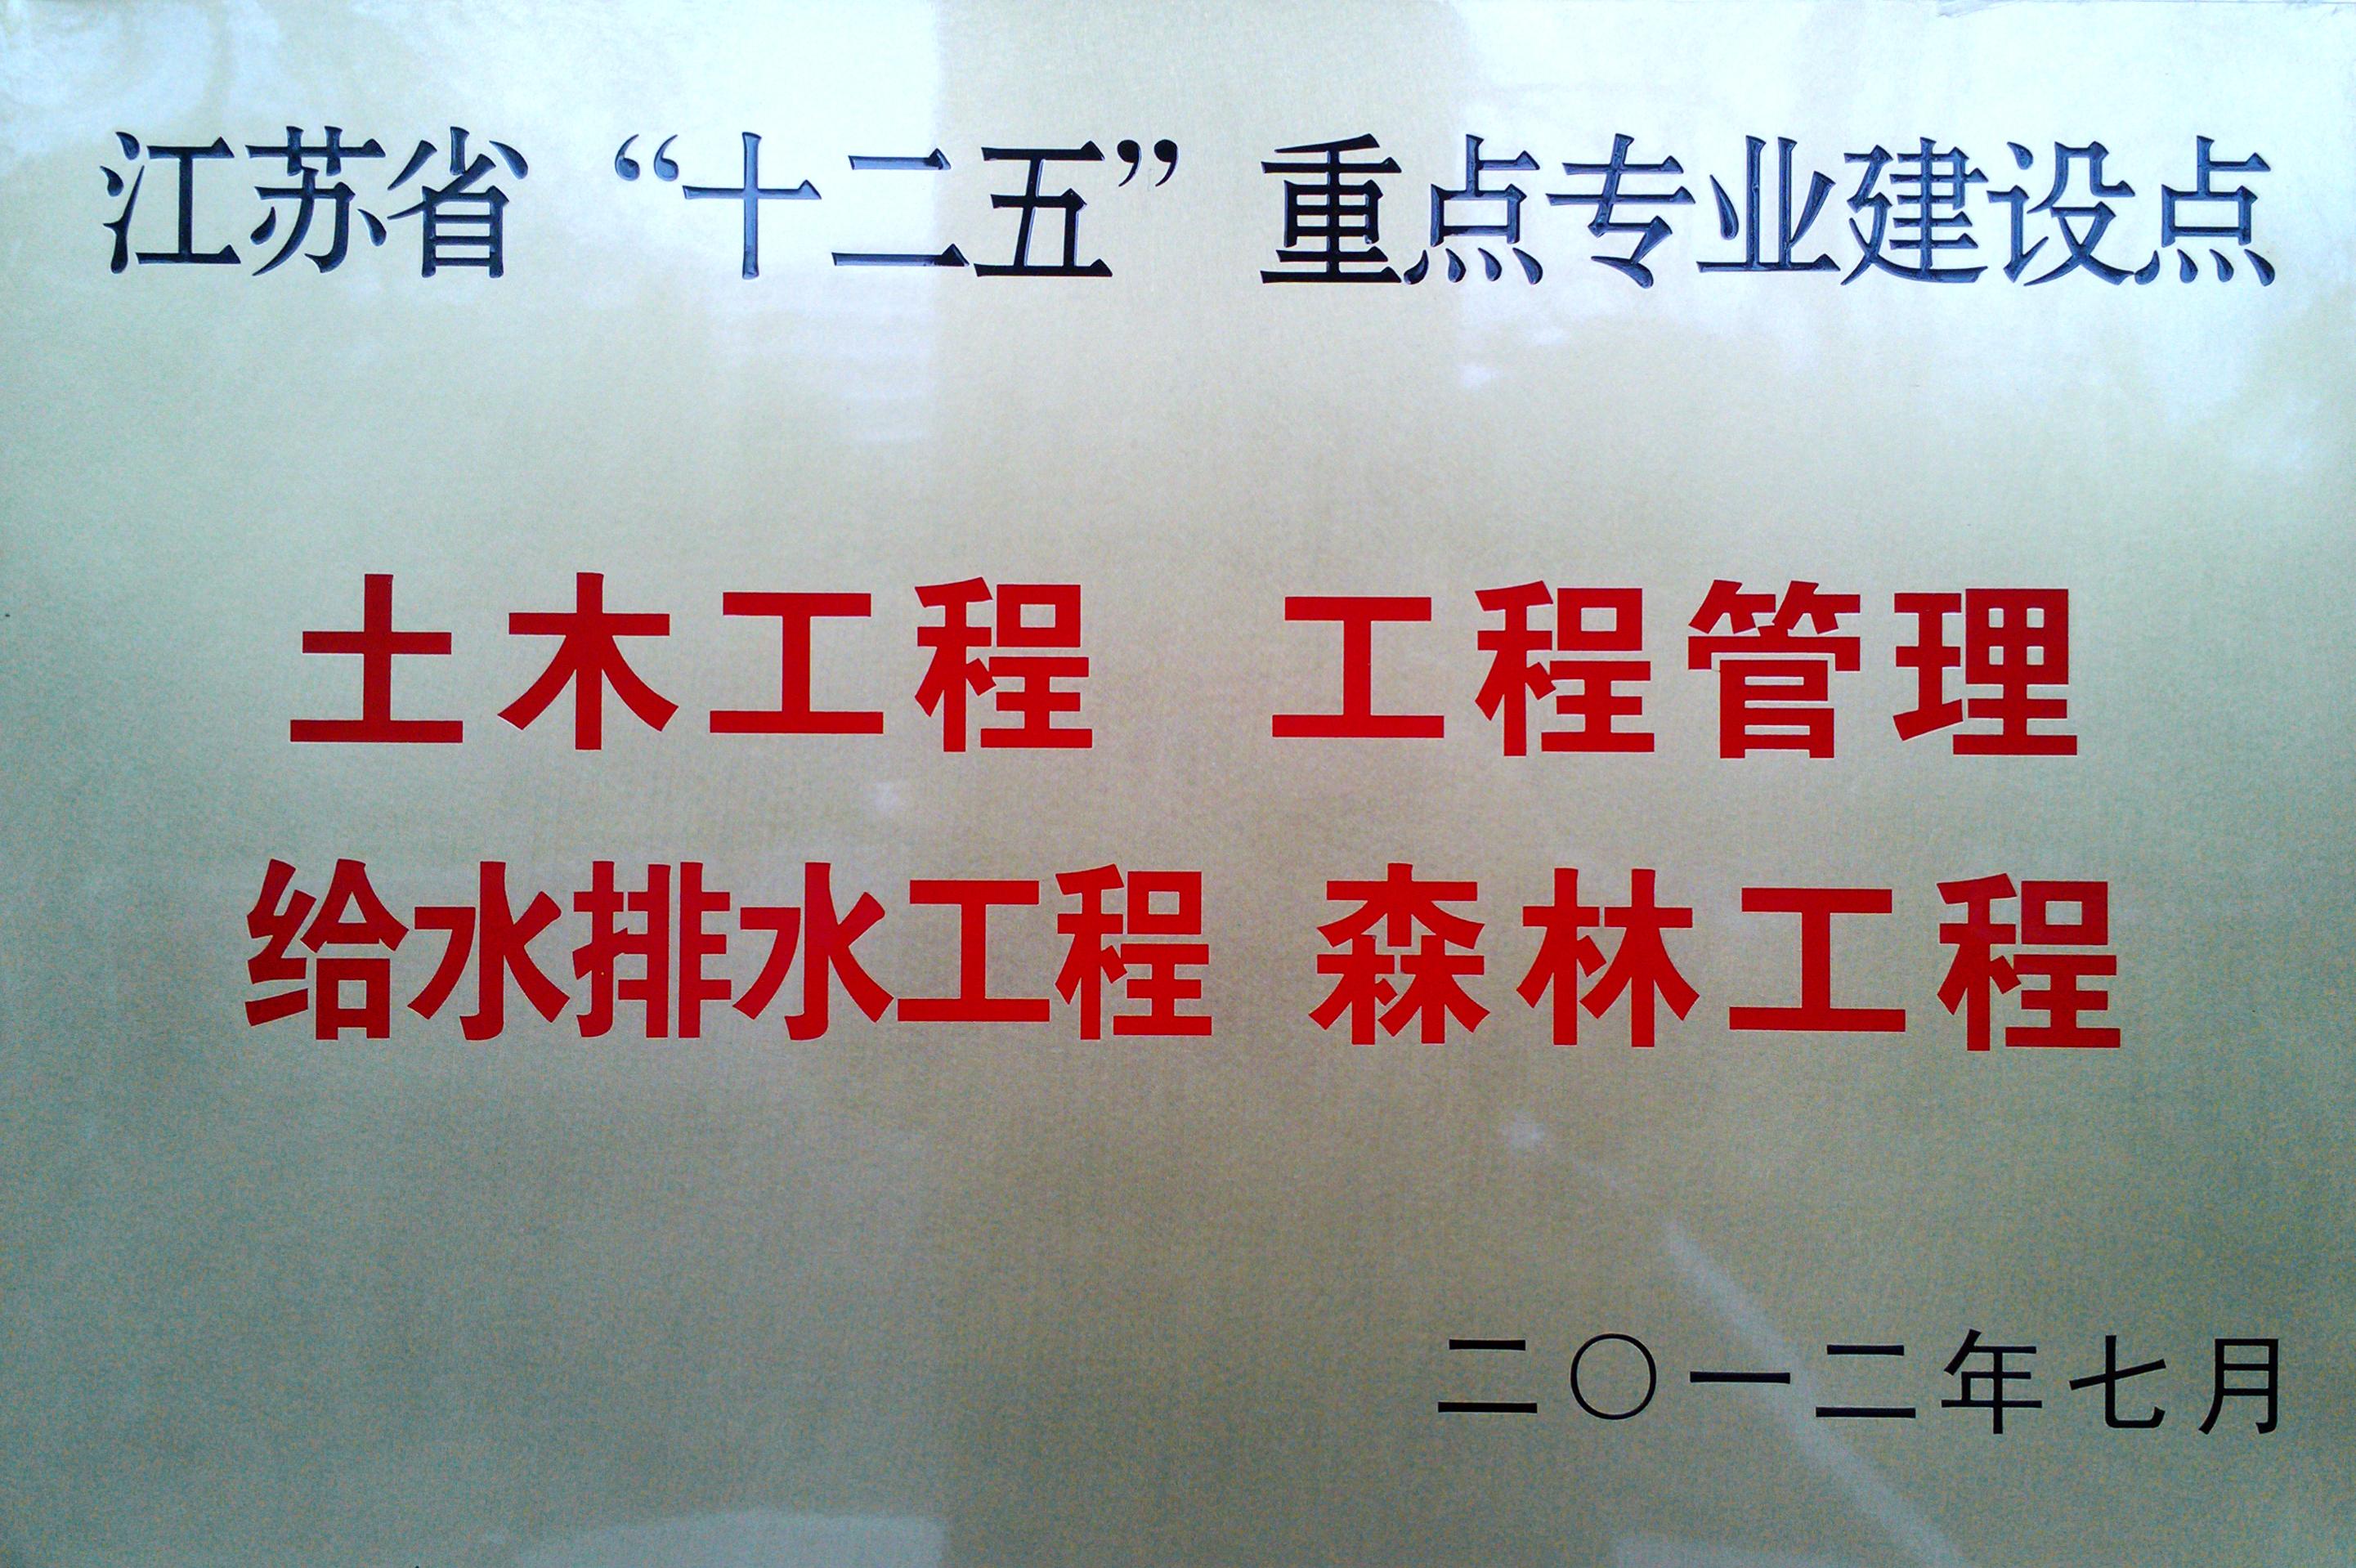 江苏省“十二五”重点专业建设点
土木工程 工程管理
给水排水工程 森林工程
二〇一二年七月